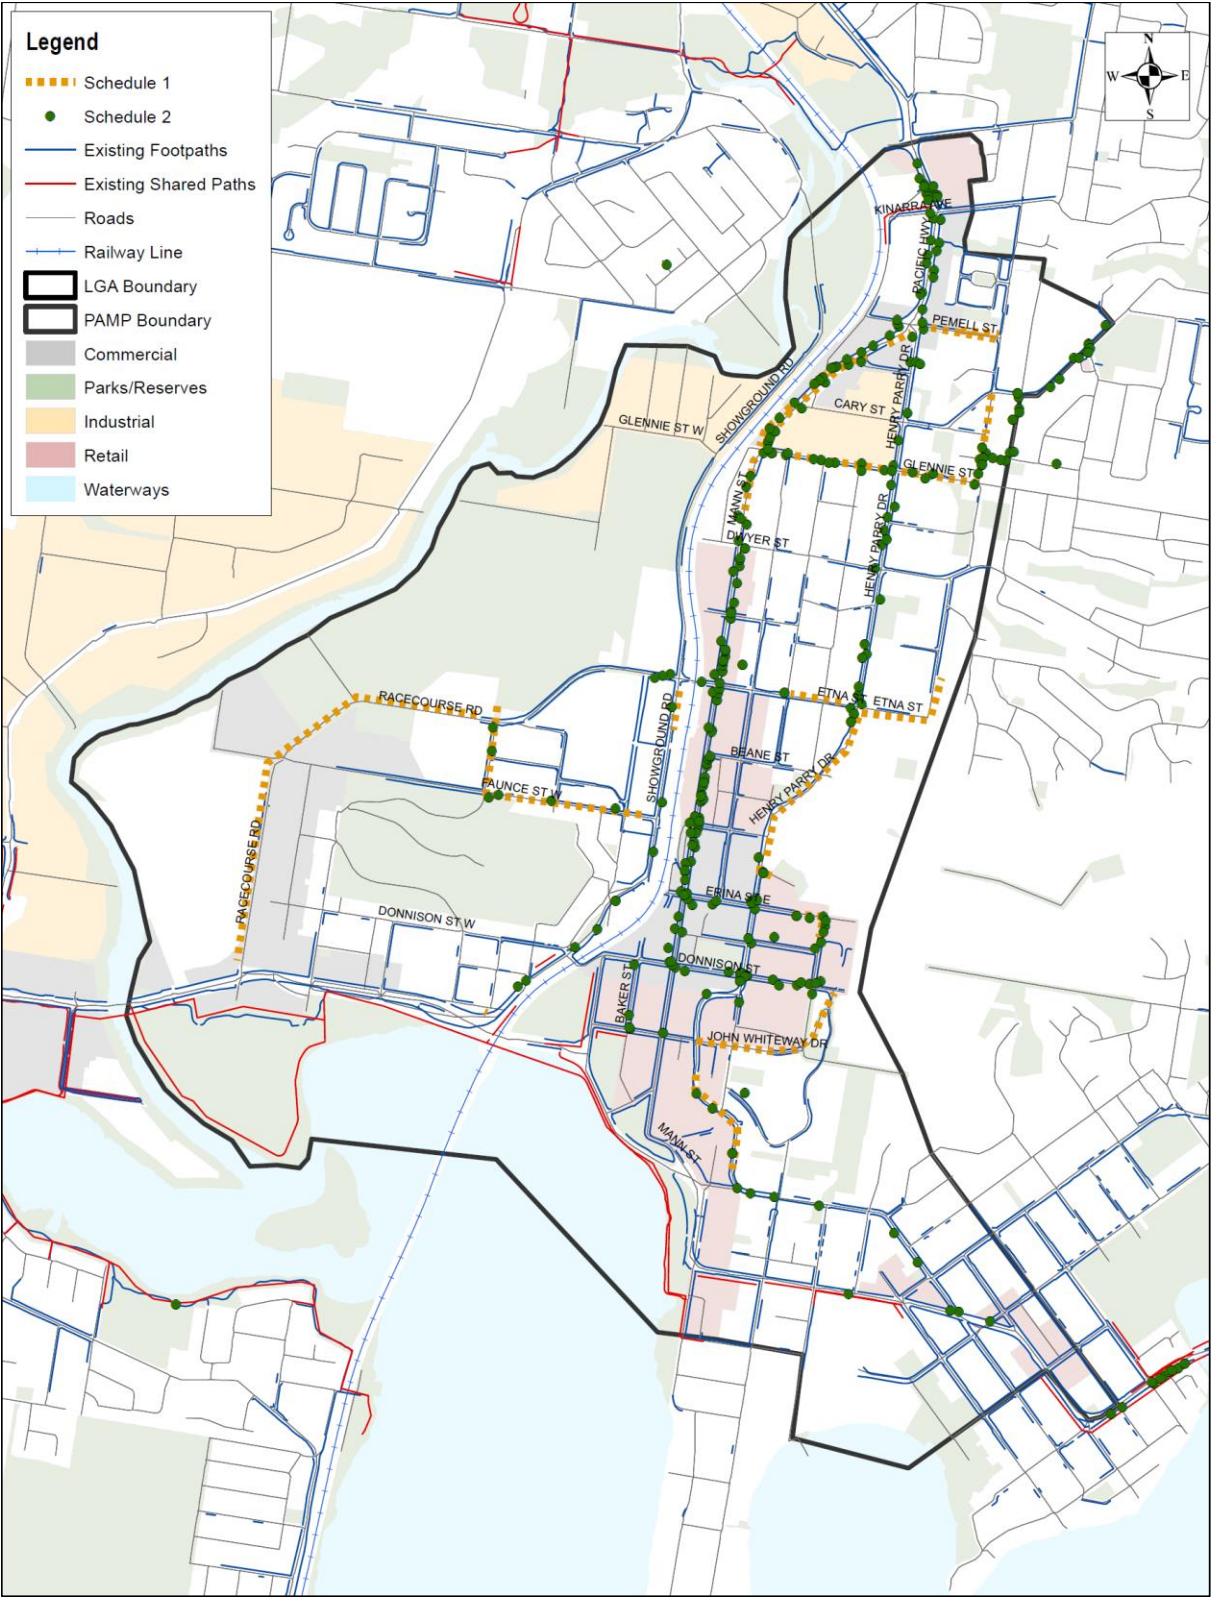 Legend
Schedule 1
Schedule 2
Existing Footpaths
Existing Shared Paths
Roads
Railway Line
LGA Boundary
PAMP Boundary
Commercial
Parks/Reserves
Industrial
Retail
Waterways
N
W
E
S
KINARRA AVE
PACIFIC HWY
PEMELL ST
HENRY PARRY DR
SHOWGROUND RD
CARY ST
GLENNIE ST W
GLENNIE ST
MANN ST
HENRY PARRY DR
DWYER ST
RACECOURSE RD
ETNA ST
ETNA ST
SHOWGROUND RD
BEANE ST
FAUNCE ST W
HENRY PARRY DR
RACECOURSE RD
ERINA ST E
DONNISON ST W
DONNISON ST
BAKER ST
JOHN WHITEWAY DR
MANN ST